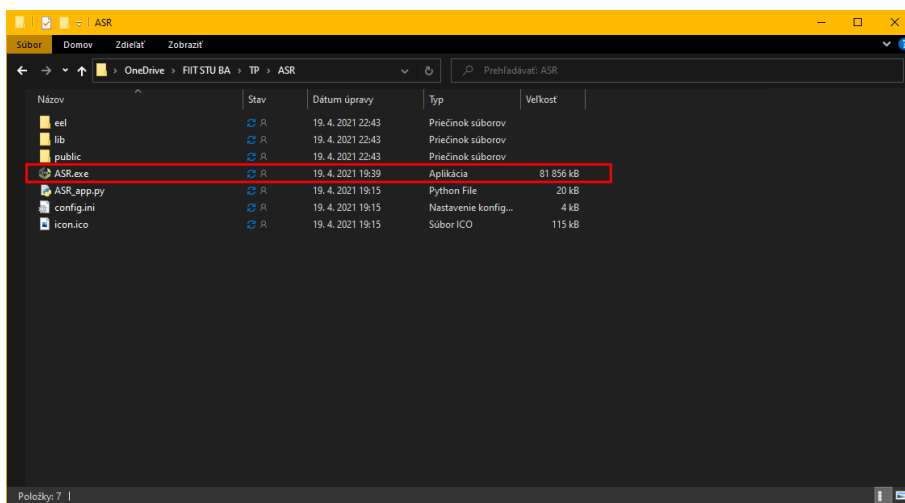 ASR
Súbor Domov Zdieľať Zobraziť
OneDrive > FIIT STU BA > TP > ASR Prehľadávať: ASR
Názov Stav Dátum úpravy Typ Veľkosť
eel 19. 4. 2021 22:43 Priečinok súborov
lib 19. 4. 2021 22:43 Priečinok súborov
public 19. 4. 2021 22:43 Priečinok súborov
ASR.exe 19. 4. 2021 19:39 Aplikácia 81 856 kB
ASR_app.py 19. 4. 2021 19:15 Python File 20 kB
config.ini 19. 4. 2021 19:15 Nastavenie konfig... 4 kB
icon.ico 19. 4. 2021 19:15 Súbor ICO 115 kB
Položky: 7